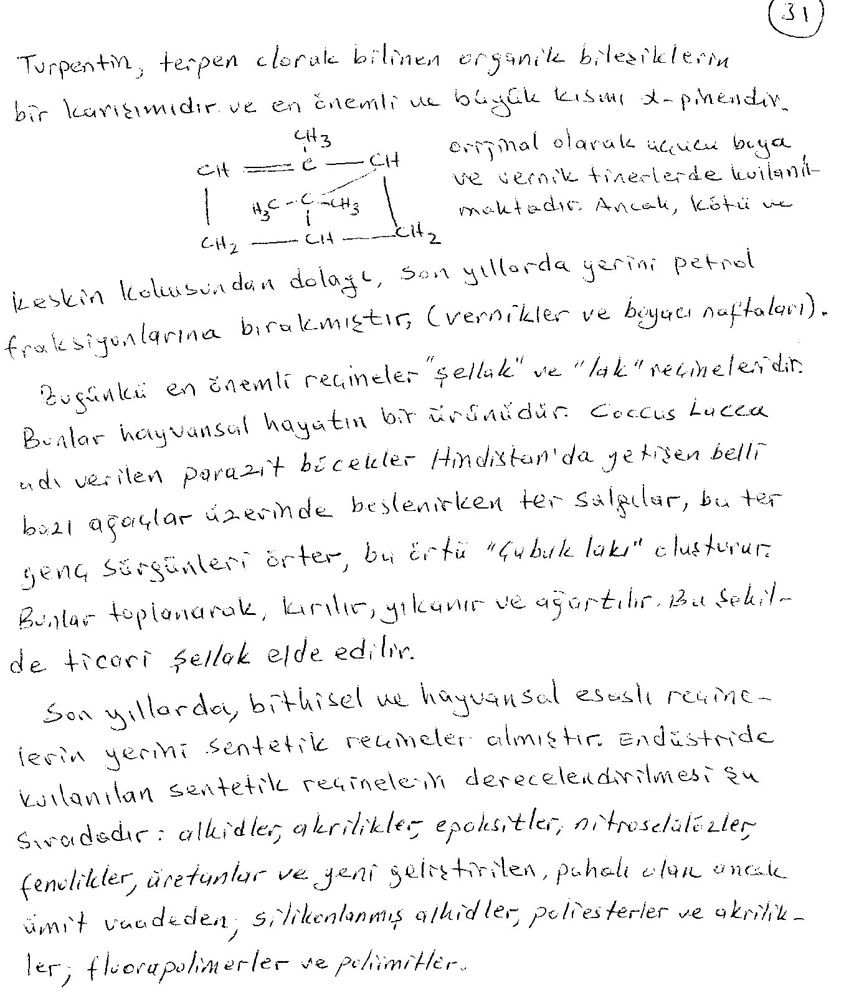 31
Turpentin, terpen olarak bilinen organik bileşiklerin
bir karışımıdır ve en önemli ve büyük kısmı α-pinendir.
CH3
CH = C — CH
H3C - C - CH3
CH2 — CH — CH2
orijinal olarak uçucu boya
ve vernik tinerlerde kullanıl-
maktadır. Ancak, kötü ve
keskin kokusundan dolayı, son yıllarda yerini petrol
fraksiyonlarına bırakmıştır, (vernikler ve boyacı naftaları).
Bugünkü en önemli reçineler "şellak" ve "lak" reçineleridir.
Bunlar hayvansal hayatın bir ürünüdür. Coccus Lacca
adı verilen parazit böcekler Hindistan'da yetişen belli
bazı ağaçlar üzerinde beslenirken ter salgılar, bu ter
genç sürgünleri örter, bu örtü "çubuk lakı" oluşturur.
Bunlar toplanarak, kırılır, yıkanır ve ağartılır. Bu şekil-
de ticari şellak elde edilir.
Son yıllarda, bitkisel ve hayvansal esaslı reçine-
lerin yerini sentetik reçineler almıştır. Endüstride
kullanılan sentetik reçinelerin derecelendirilmesi şu
sıradadır: alkidler, akrilikler, epoksitler, nitroselülözler,
fenolikler, üretanlar ve yeni geliştirilen, pahalı olan ancak
ümit vaadeden; silikonlanmış alkidler, poliesterler ve akrilik-
ler; fluorapolimerler ve poliimitler.